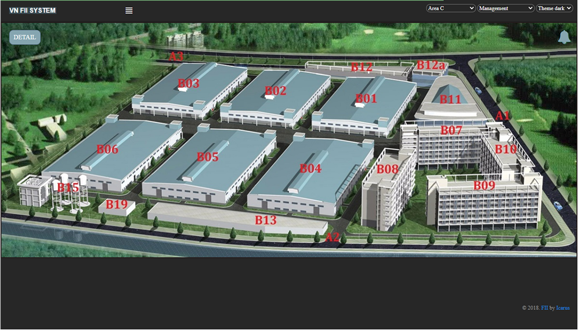 VN FII SYSTEM
Area C
Management
Theme dark
DETAIL
A3
B12
B12a
B03
B02
B01
B11
A1
B07
B10
B06
B05
B04
B08
B09
B15
B19
B13
A2
© 2018. FII by Icarus